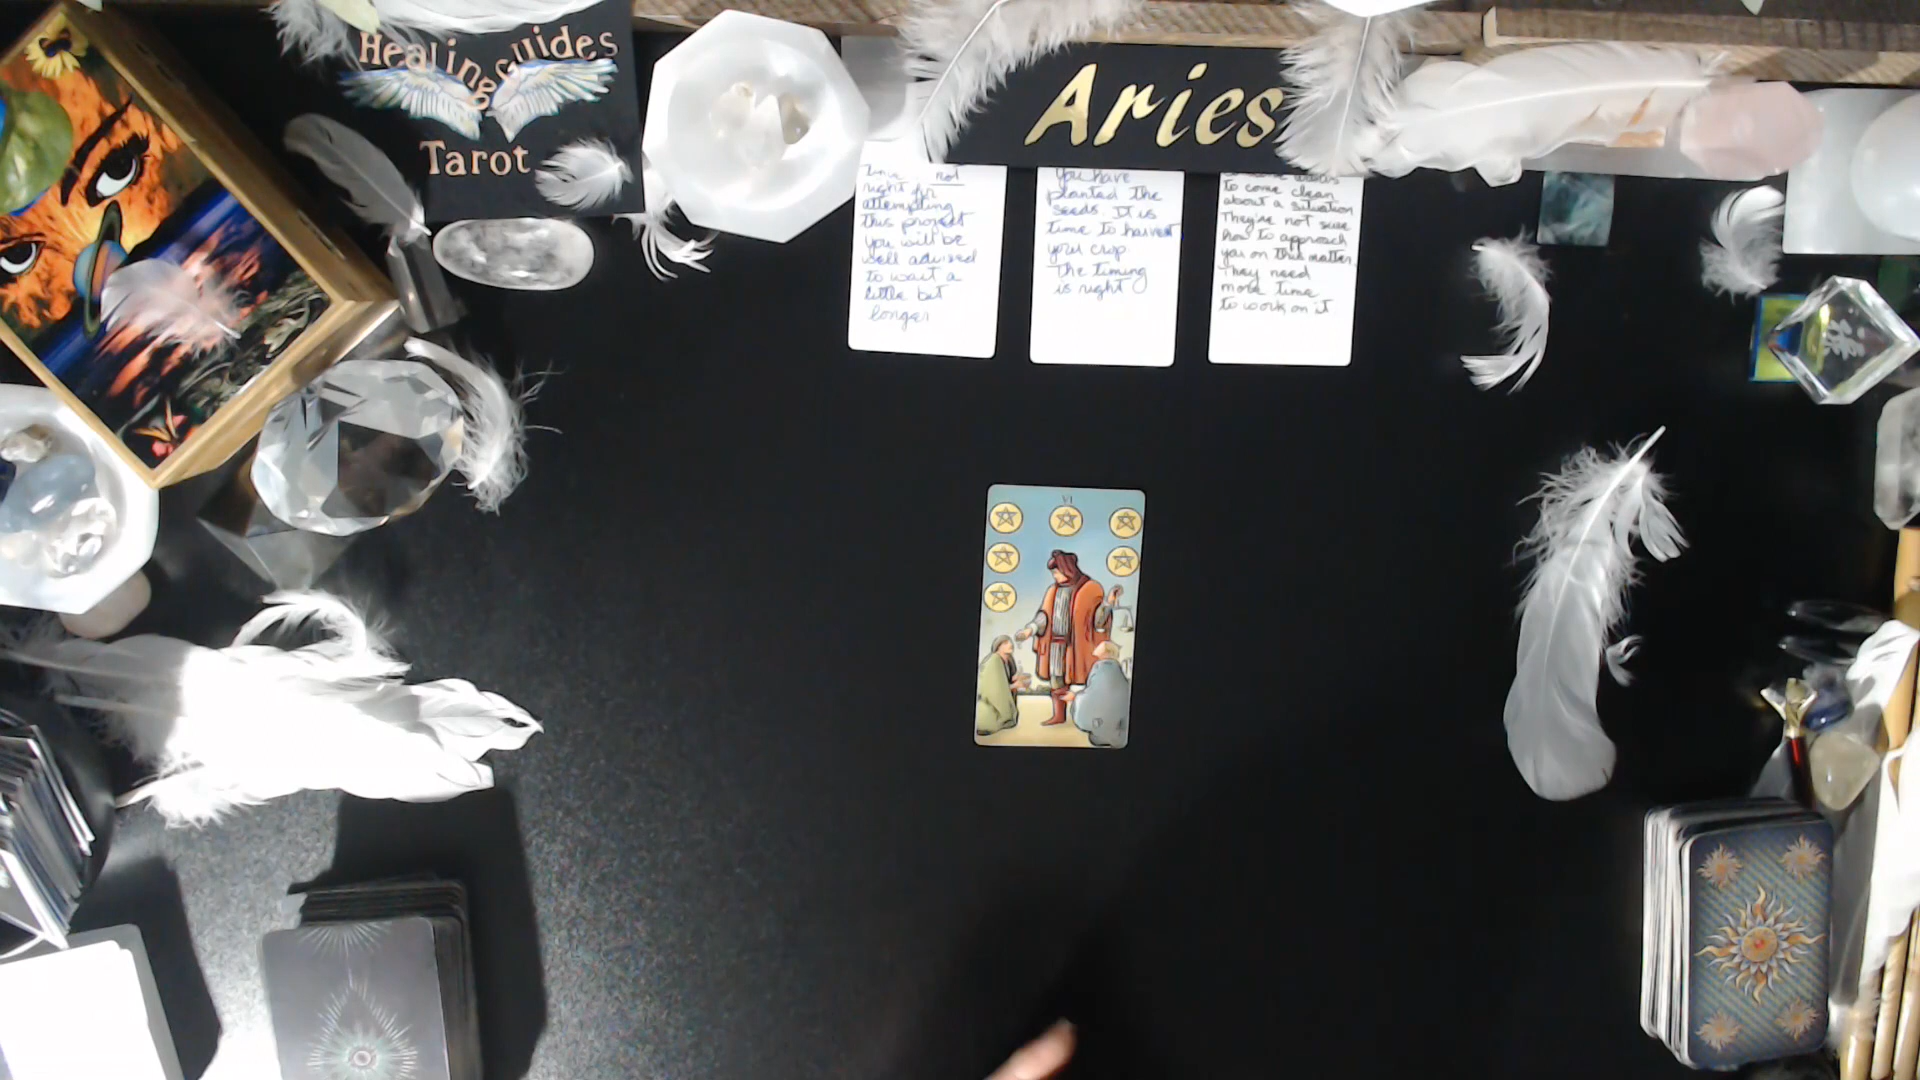 Healing Guides
Tarot
Aries
Time not
right for
attempting
this project
you will be
well advised
to wait a
little bit
longer
You have
planted the
seeds. It is
time to harvest
your crop.
The timing
is right
to come clean
about a situation
They're not sure
how to approach
you on this matter.
They need
more time
to work on it.
VI